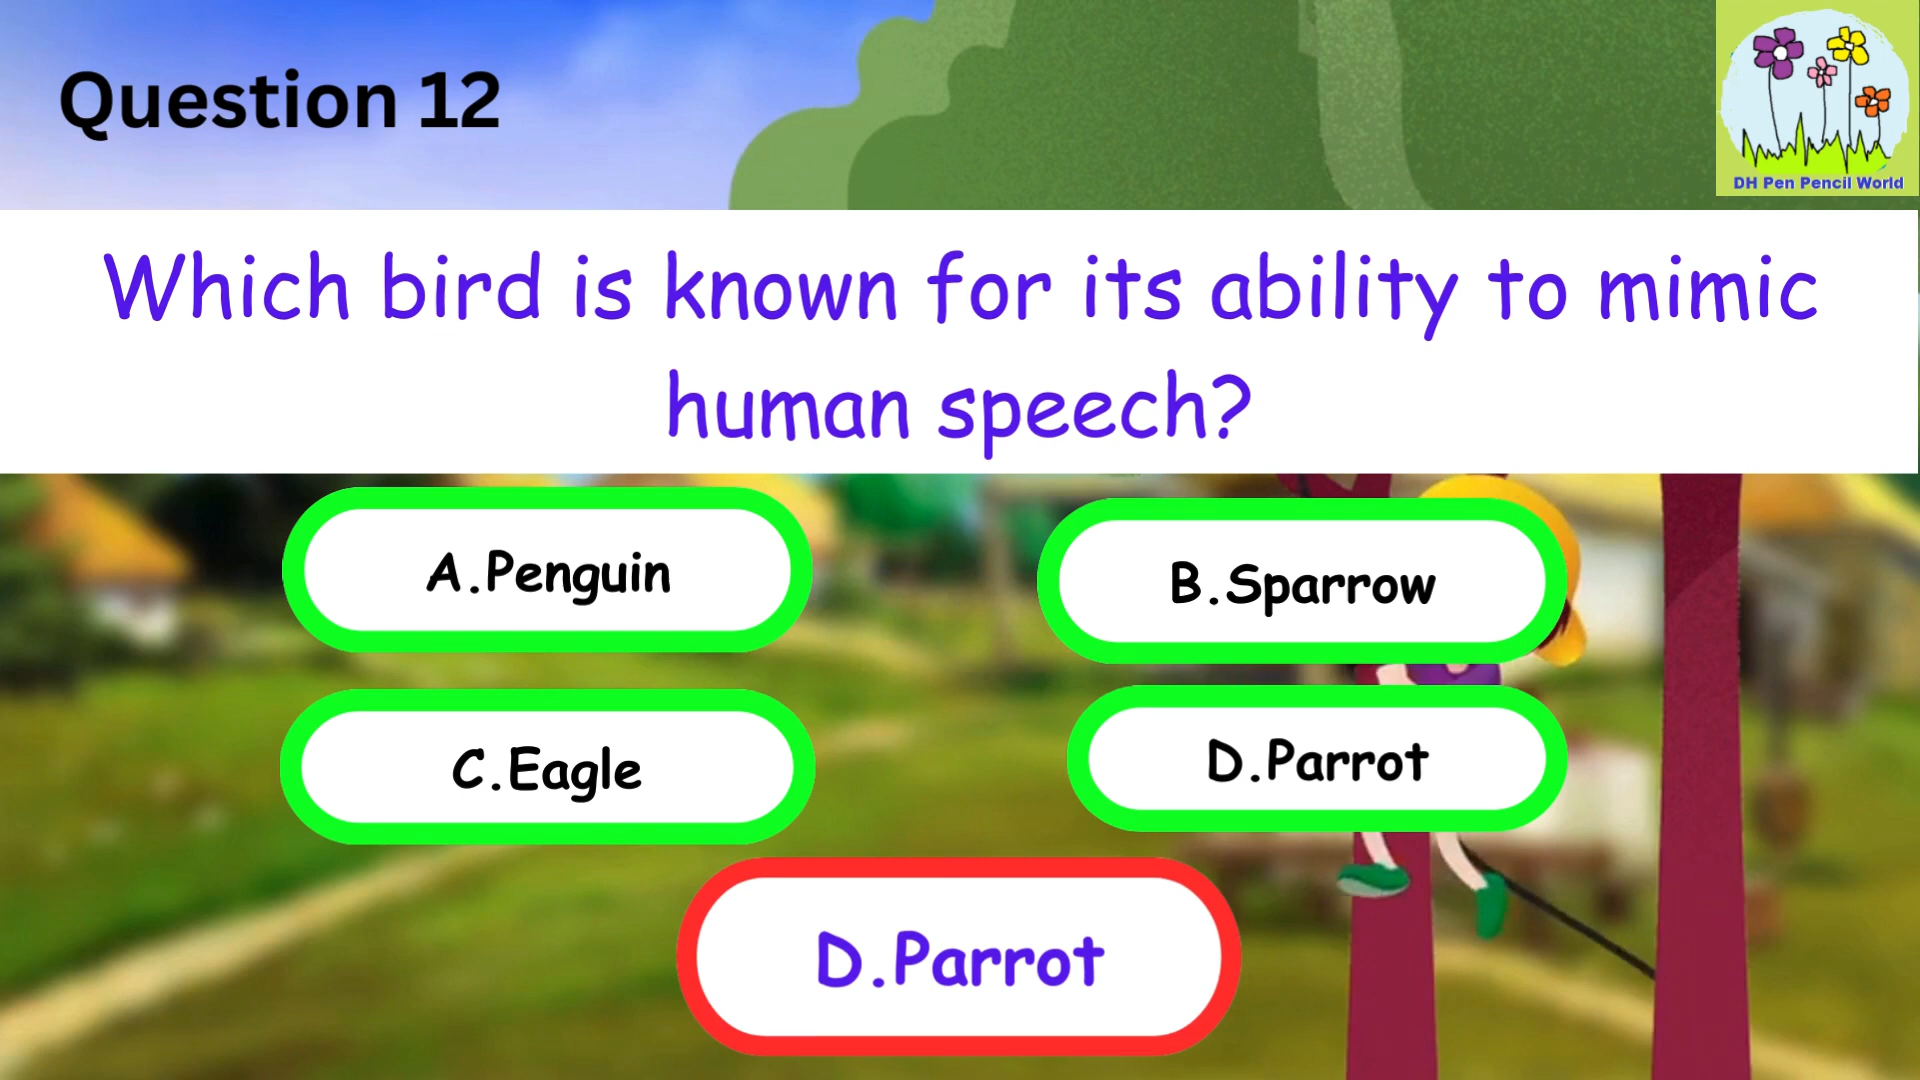 Question 12
DH Pen Pencil World
Which bird is known for its ability to mimic
human speech?
A.Penguin
B.Sparrow
C.Eagle
D.Parrot
D.Parrot